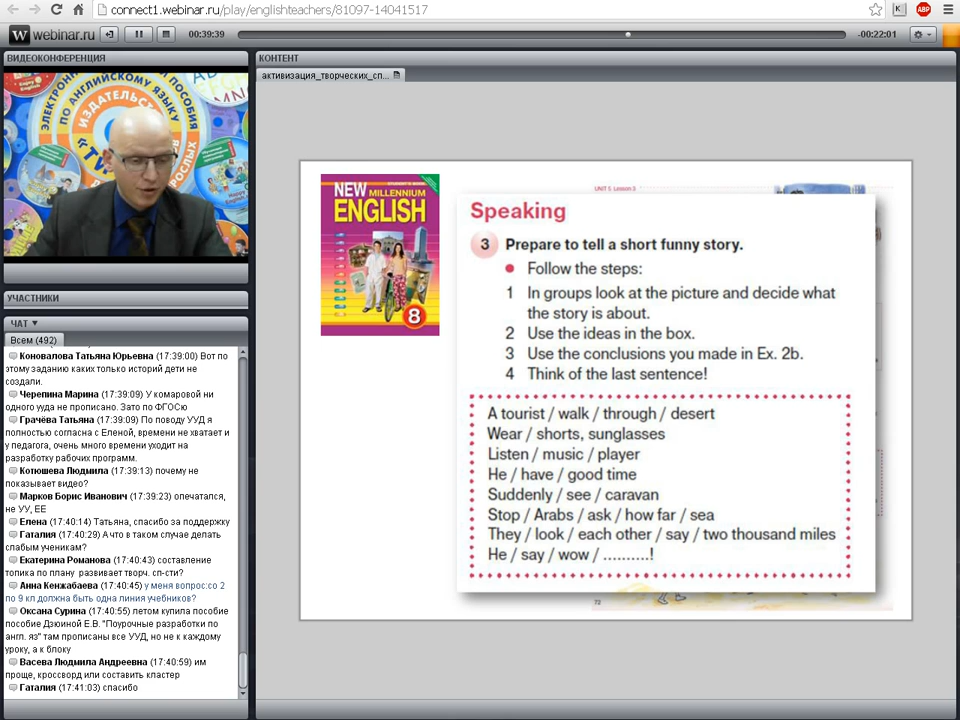 connect1.webinar.ru/play/englishteachers/81097-14041517
webinar.ru
00:39:39
-00:22:01
ВИДЕОКОНФЕРЕНЦИЯ
КОНТЕНТ
активизация_творческих_сп...
UNIT 5. Lesson 3
NEW
MILLENNIUM
ENGLISH
8
Speaking
3 Prepare to tell a short funny story.
Follow the steps:
1 In groups look at the picture and decide what
the story is about.
2 Use the ideas in the box.
3 Use the conclusions you made in Ex. 2b.
4 Think of the last sentence!
A tourist / walk / through / desert
Wear / shorts, sunglasses
Listen / music / player
He / have / good time
Suddenly / see / caravan
Stop / Arabs / ask / how far / sea
They / look / each other / say / two thousand miles
He / say / wow / ..........!
72
УЧАСТНИКИ
ЧАТ
Всем (492)
Коновалова Татьяна Юрьевна (17:39:00) Вот по
этому заданию каких только историй дети не
создали.
Черепина Марина (17:39:09) У комаровой ни
одного ууда не прописано. Зато по ФГОСю
Грачёва Татьяна (17:39:09) По поводу УУД я
полностью согласна с Еленой, времени не хватает и
у педагога, очень много времени уходит на
разработку рабочих программ.
Котюшева Людмила (17:39:13) почему не
показывает видео?
Марков Борис Иванович (17:39:23) опечатался,
не УУ, ЕЕ
Елена (17:40:14) Татьяна, спасибо за поддержку
Гаталия (17:40:29) А что в таком случае делать
слабым ученикам?
Екатерина Романова (17:40:43) составление
топика по плану развивает творч. сп-сти?
Анна Кенжабаева (17:40:45) у меня вопрос:со 2
по 9 кл должна быть одна линия учебников?
Оксана Сурина (17:40:55) летом купила пособие
пособие Дзюиной Е.В. "Поурочные разработки по
англ. яз" там прописаны все УУД, но не к каждому
уроку, а к блоку
Васева Людмила Андреевна (17:40:59) им
проще, кроссворд или составить кластер
Гаталия (17:41:03) спасибо